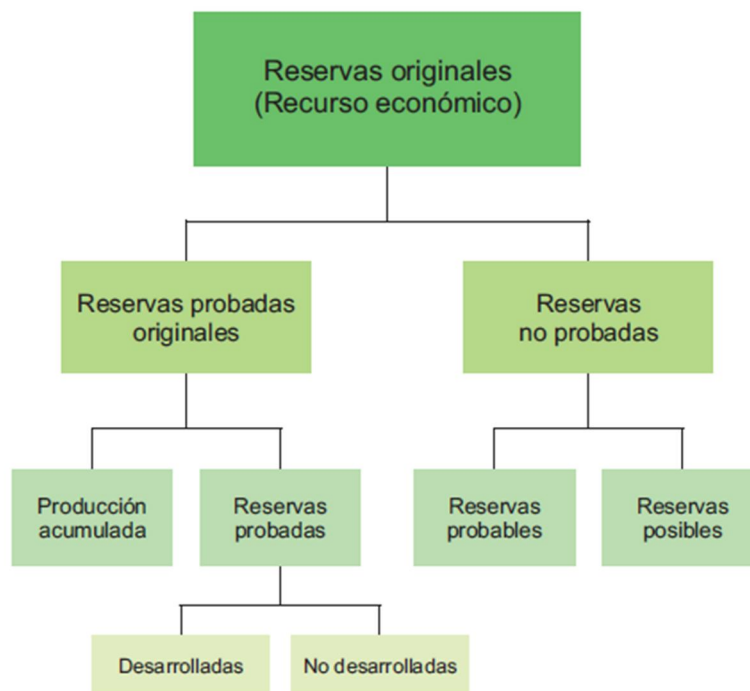 Reservas originales
(Recurso económico)
Reservas probadas
originales
Reservas
no probadas
Producción
acumulada
Reservas
probadas
Reservas
probables
Reservas
posibles
Desarrolladas
No desarrolladas